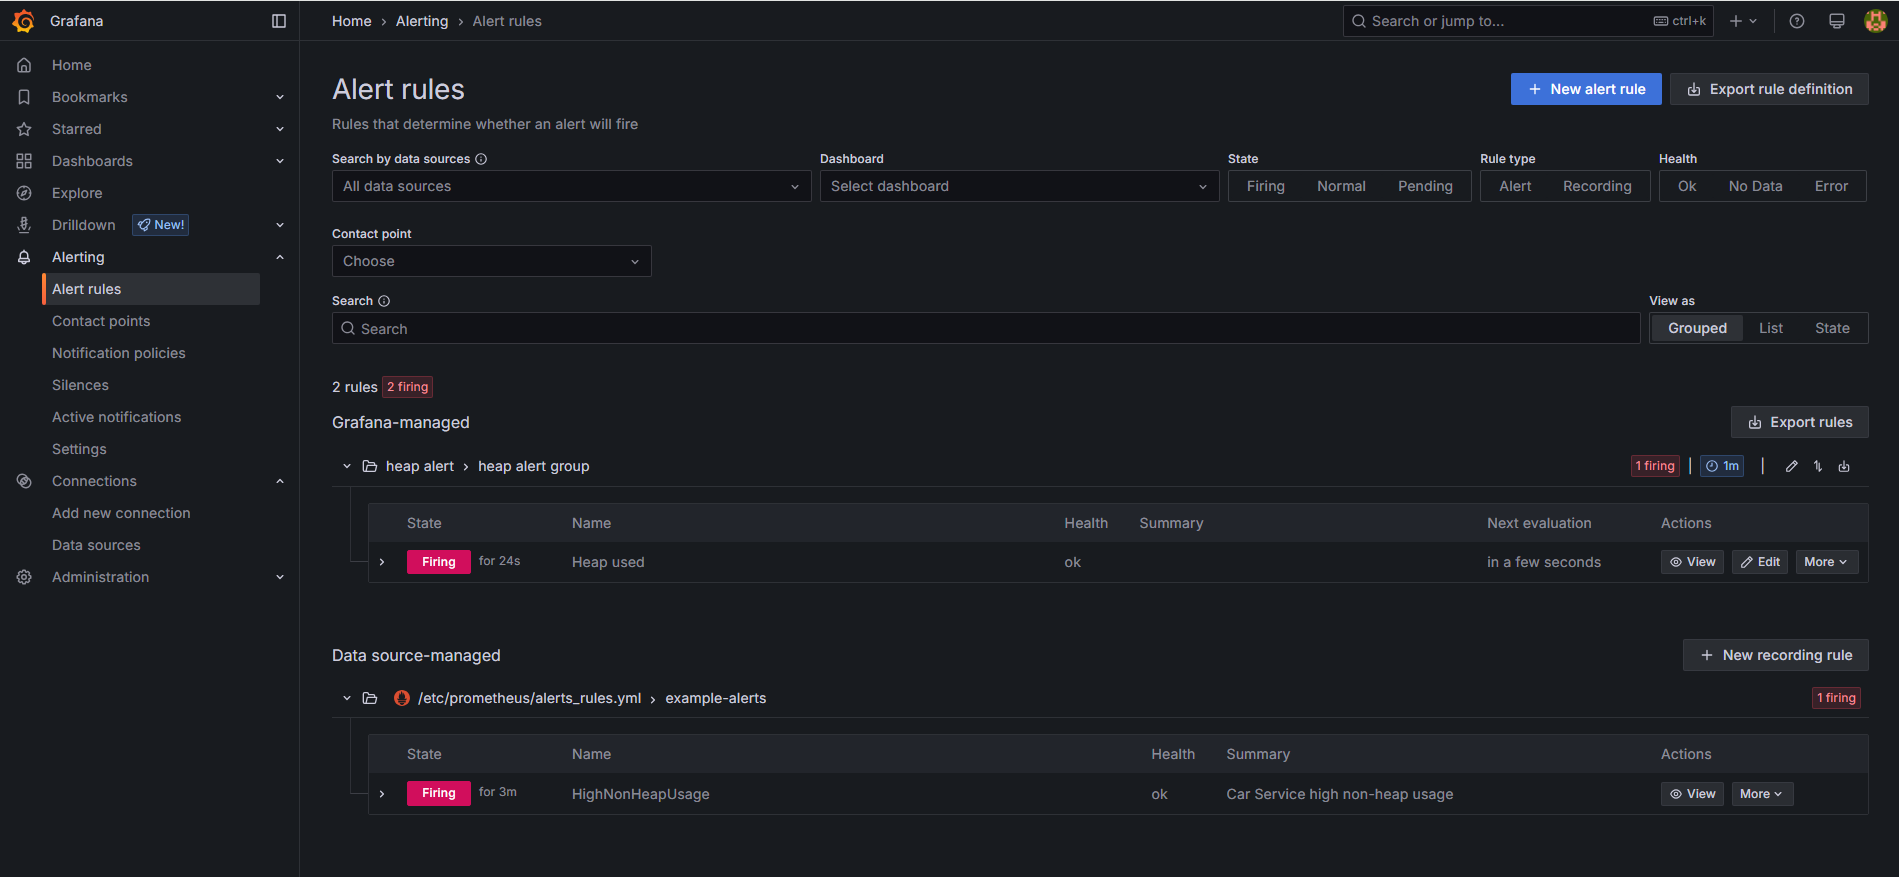 Grafana
Home › Alerting › Alert rules
Search or jump to... ctrl+k
Home
Bookmarks
Starred
Dashboards
Explore
Drilldown New!
Alerting
Alert rules
Contact points
Notification policies
Silences
Active notifications
Settings
Connections
Add new connection
Data sources
Administration
Alert rules
New alert rule
Export rule definition
Rules that determine whether an alert will fire
Search by data sources Dashboard State Rule type Health
All data sources Select dashboard Firing Normal Pending Alert Recording Ok No Data Error
Contact point
Choose
Search View as
Search Grouped List State
2 rules 2 firing
Grafana-managed Export rules
heap alert › heap alert group 1 firing | 1m |
State Name Health Summary Next evaluation Actions
Firing for 24s Heap used ok in a few seconds View Edit More
Data source-managed New recording rule
/etc/prometheus/alerts_rules.yml › example-alerts 1 firing
State Name Health Summary Actions
Firing for 3m HighNonHeapUsage ok Car Service high non-heap usage View More